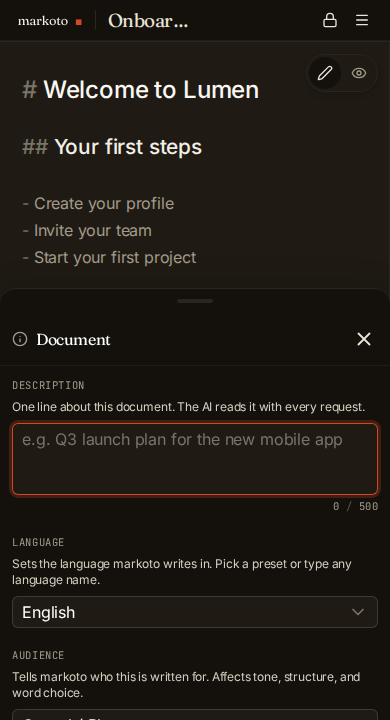 markoto
Onboar...
# Welcome to Lumen
## Your first steps
- Create your profile
- Invite your team
- Start your first project
Document
DESCRIPTION
One line about this document. The AI reads it with every request.
e.g. Q3 launch plan for the new mobile app
0 / 500
LANGUAGE
Sets the language markoto writes in. Pick a preset or type any
language name.
English
AUDIENCE
Tells markoto who this is written for. Affects tone, structure, and
word choice.